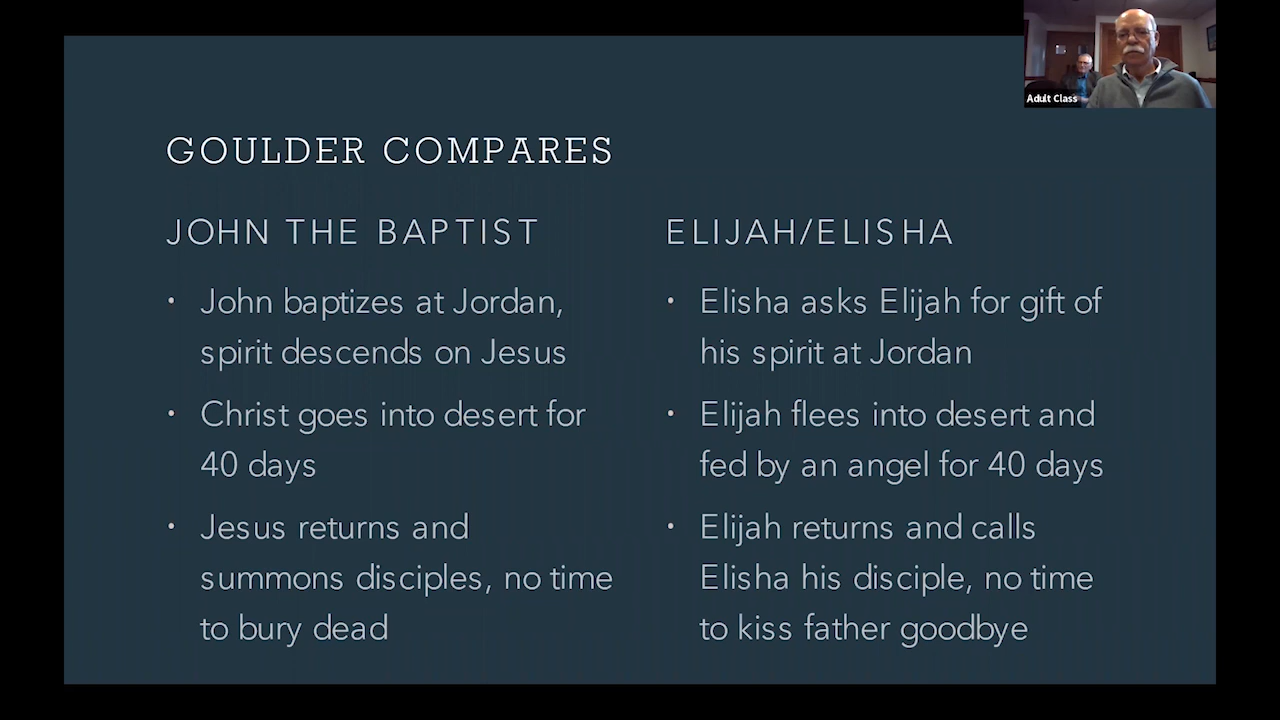 Adult Class
GOULDER COMPARES
JOHN THE BAPTIST
• John baptizes at Jordan,
spirit descends on Jesus
• Christ goes into desert for
40 days
• Jesus returns and
summons disciples, no time
to bury dead
ELIJAH/ELISHA
• Elisha asks Elijah for gift of
his spirit at Jordan
• Elijah flees into desert and
fed by an angel for 40 days
• Elijah returns and calls
Elisha his disciple, no time
to kiss father goodbye